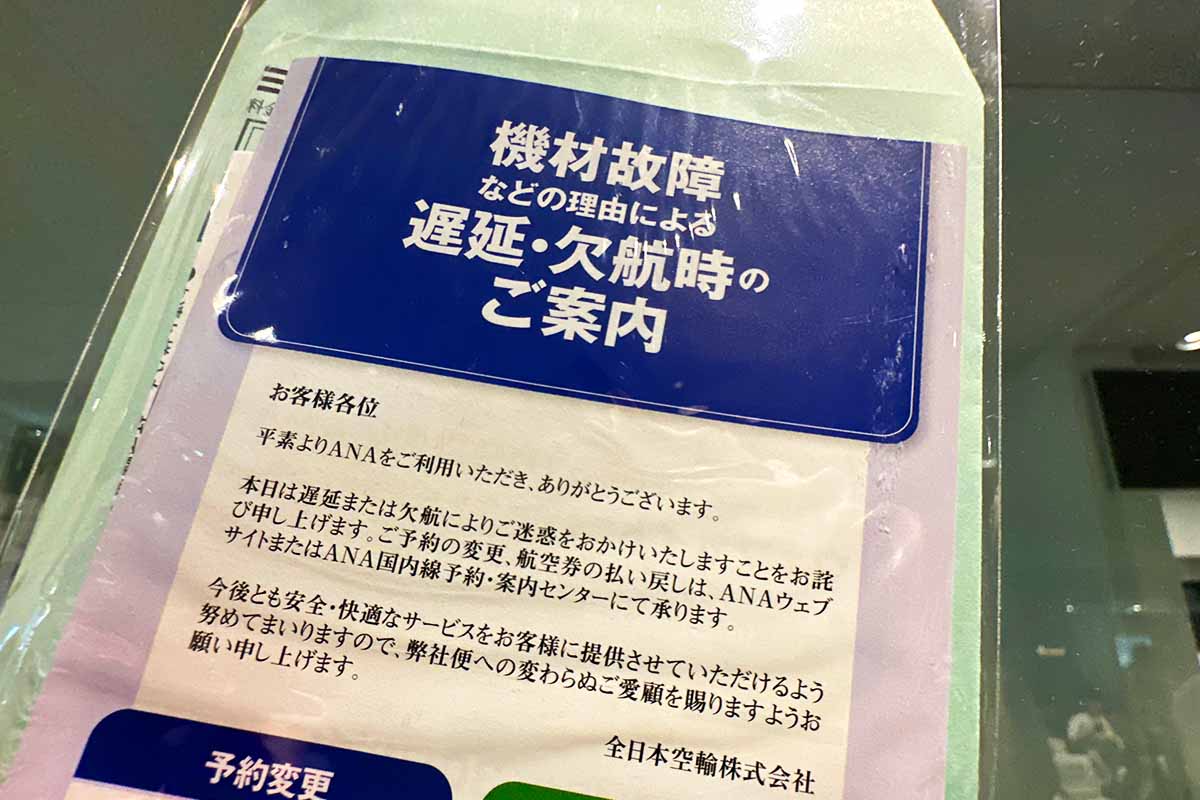 料金
機材故障
などの理由による
遅延・欠航時の
ご案内
お客様各位
平素よりANAをご利用いただき、ありがとうございます。
本日は遅延または欠航によりご迷惑をおかけいたしますことをお詫
び申し上げます。ご予約の変更、航空券の払い戻しは、ANAウェブ
サイトまたはANA国内線予約・案内センターにて承ります。
今後とも安全・快適なサービスをお客様に提供させていただけるよう
努めてまいりますので、弊社便への変わらぬご愛顧を賜りますようお
願い申し上げます。
全日本空輸株式会社
予約変更